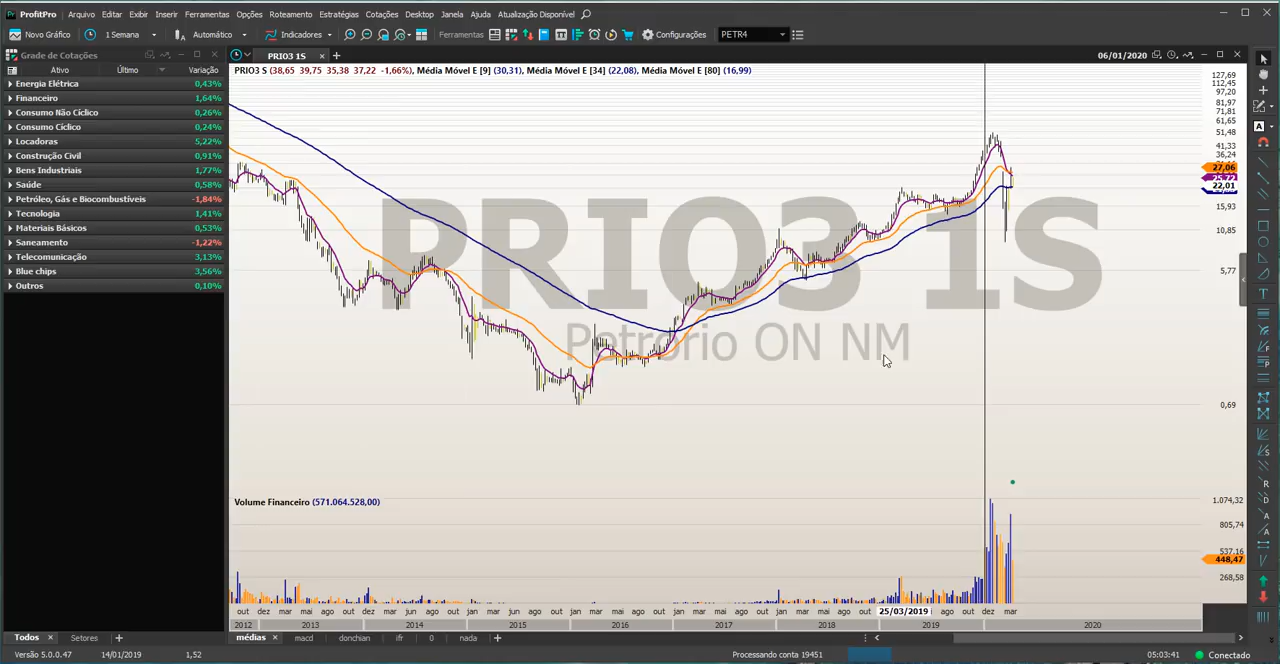 ProfitPro Arquivo Editar Exibir Inserir Ferramentas Opções Roteamento Estratégias Cotações Desktop Janela Ajuda Atualização Disponível
Novo Gráfico 1 Semana Automático Indicadores Ferramentas Configurações PETR4
Grade de Cotações
Ativo Último Variação
Energia Elétrica 0,43%
Financeiro 1,64%
Consumo Não Cíclico 0,26%
Consumo Cíclico 0,24%
Locadoras 5,22%
Construção Civil 0,91%
Bens Industriais 1,77%
Saúde 0,58%
Petróleo, Gás e Biocombustíveis -1,84%
Tecnologia 1,41%
Materiais Básicos 0,53%
Saneamento -1,22%
Telecomunicação 3,13%
Blue chips 3,56%
Outros 0,10%
PRIO3 1S
06/01/2020
PRIO3 S (38,65 39,75 35,38 37,22 -1,66%), Média Móvel E [9] (30,31), Média Móvel E [34] (22,08), Média Móvel E [80] (16,99)
PRIO3 1S
Petrorio ON NM
127,69
112,45
97,20
81,97
71,81
61,65
51,48
41,33
36,24
27,06
25,72
22,01
15,93
10,85
5,77
0,69
Volume Financeiro (571.064.528,00)
1.074,32
805,74
537,16
448,47
268,58
out dez mar mai ago out dez mar jun ago out jan mar jun ago out jan mar mai ago out jan mar mai ago out jan mar mai ago out 25/03/2019 ago out dez mar
2012 2013 2014 2015 2016 2017 2018 2019 2020
Todos Setores
médias macd donchian ifr 0 nada
Versão 5.0.0.47 14/01/2019 1,52 Processando conta 19451 05:03:41 Conectado